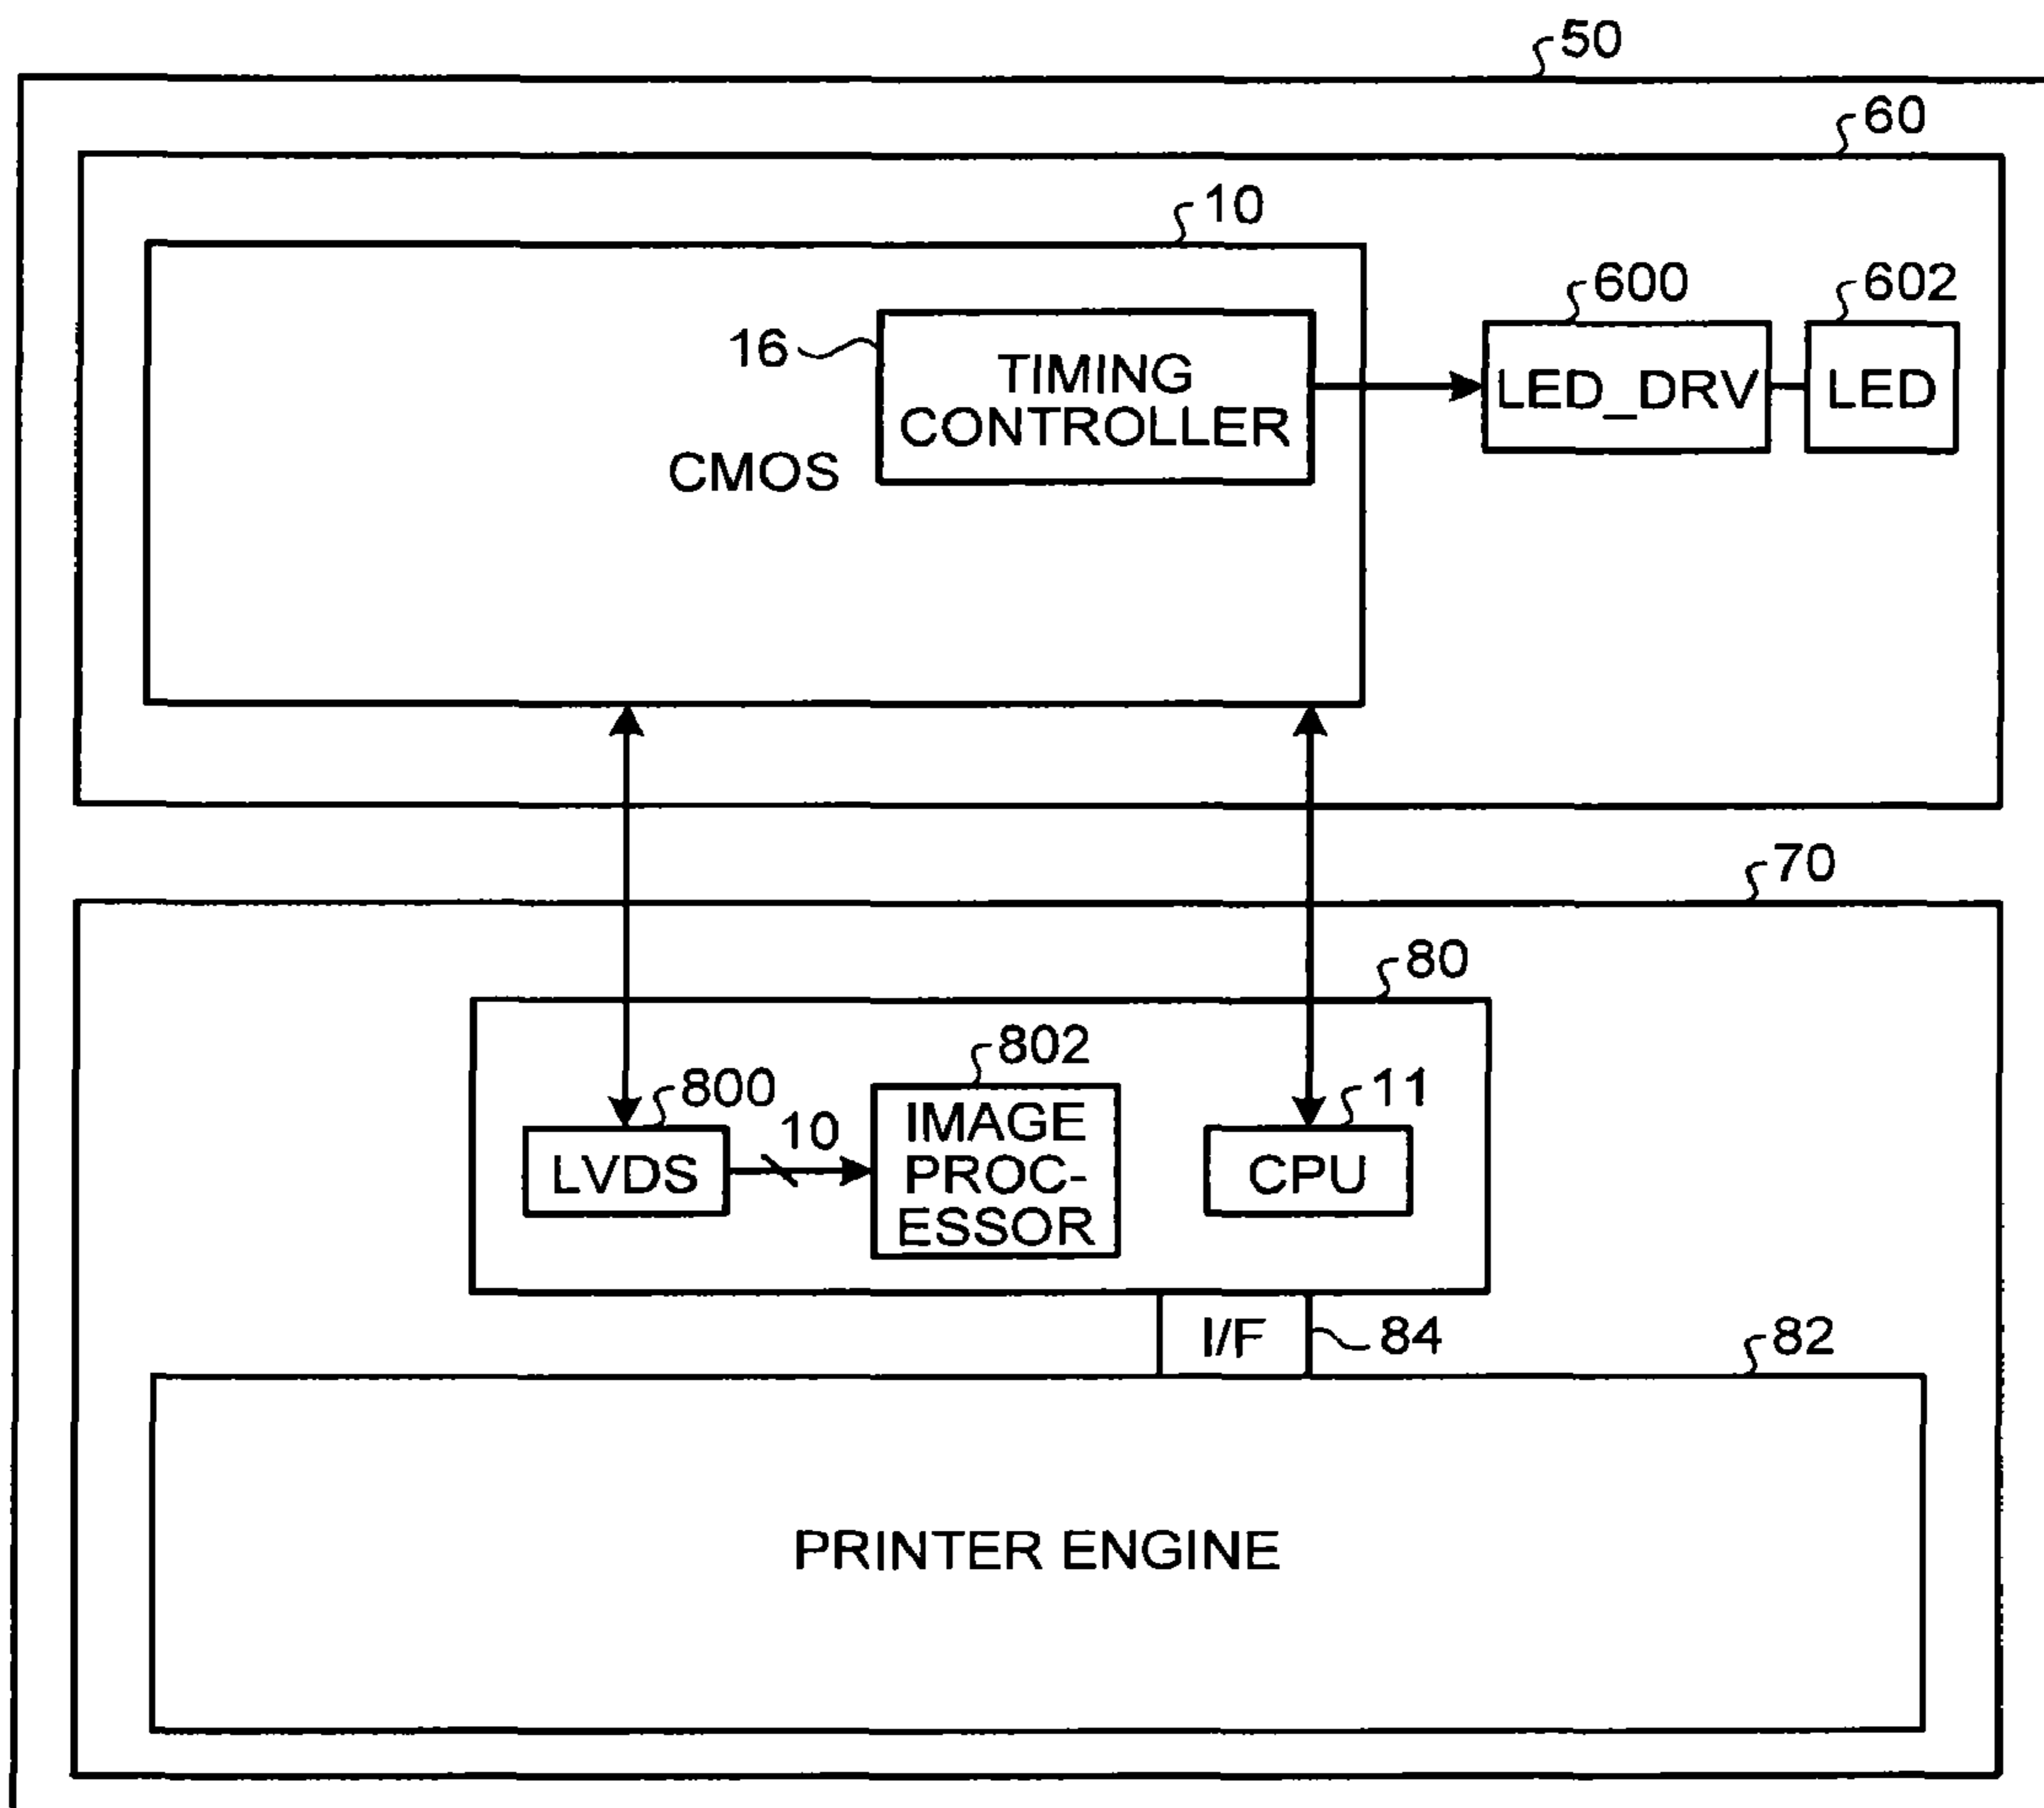 50
60
10
600
602
16
TIMING
CONTROLLER
LED_DRV
LED
CMOS
70
80
802
800
10
11
IMAGE
PROC-
ESSOR
LVDS
CPU
I/F
84
82
PRINTER ENGINE